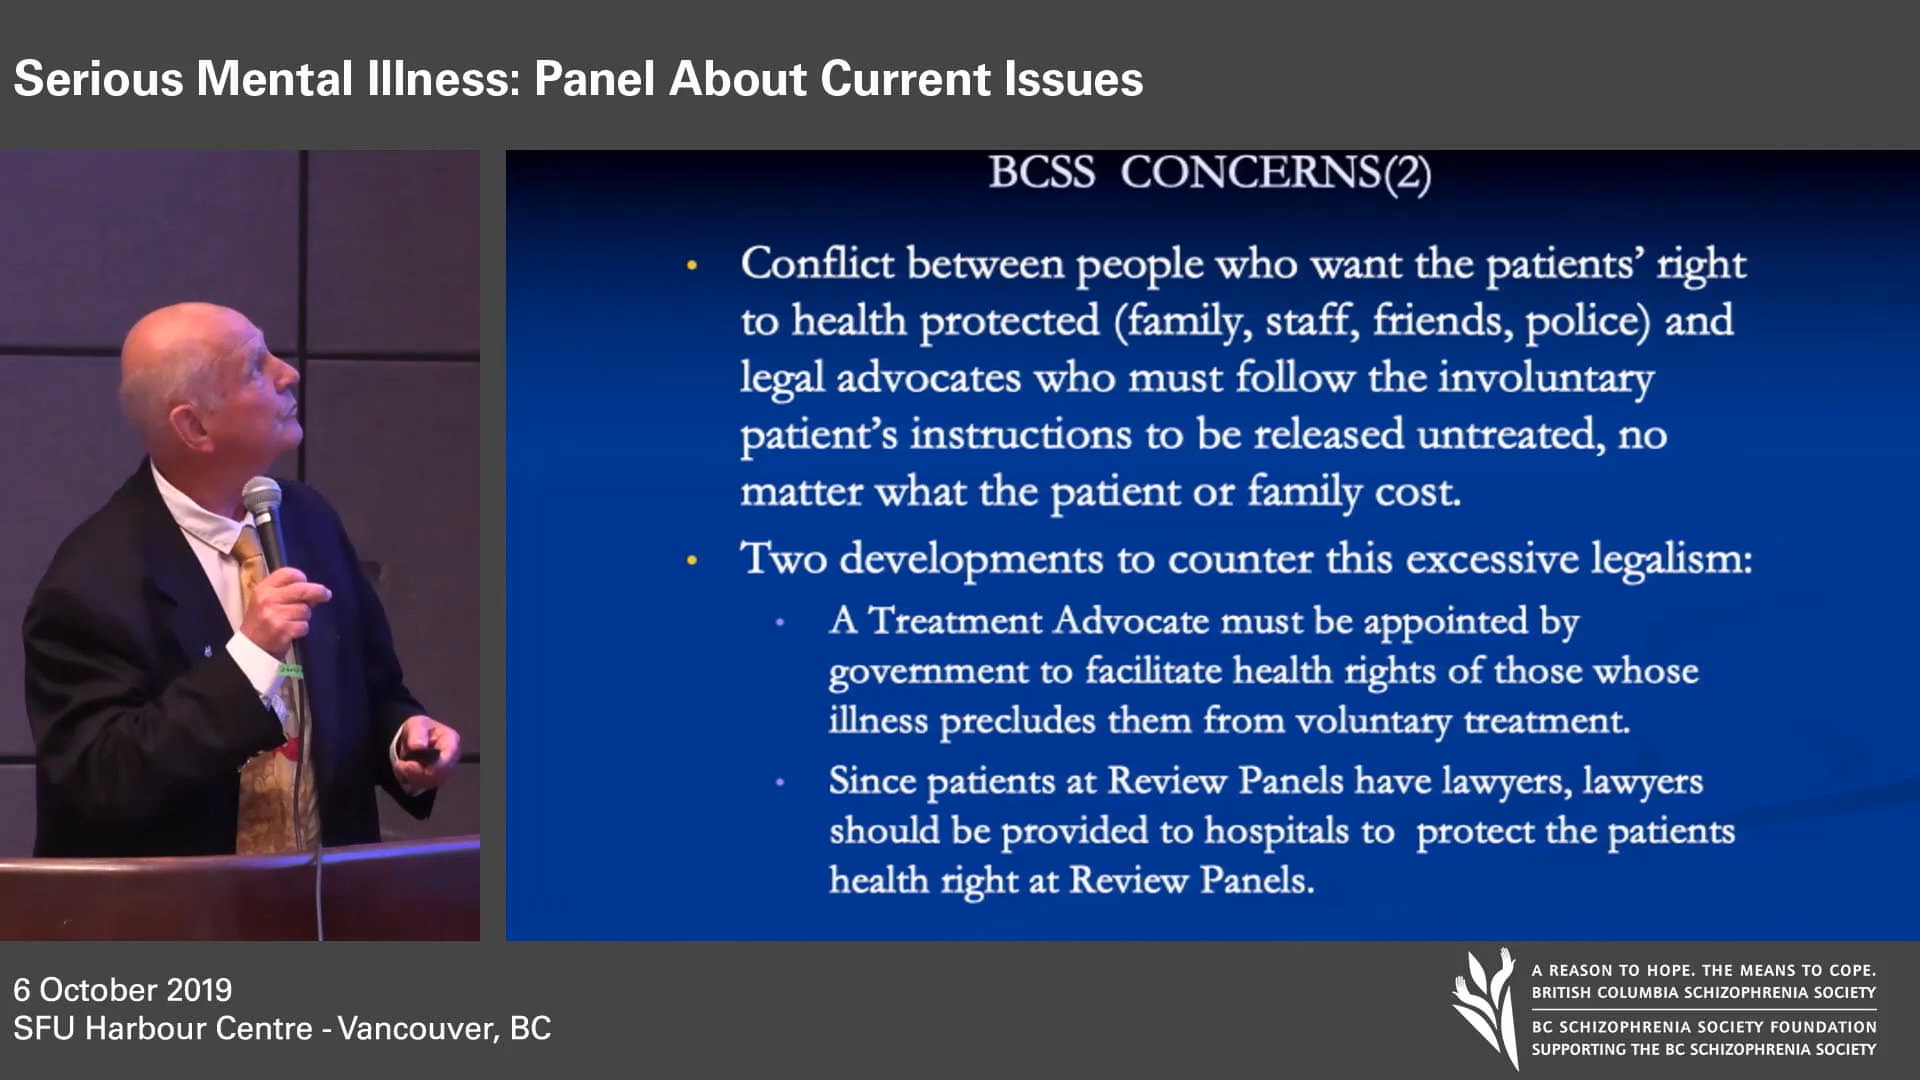 Serious Mental Illness: Panel About Current Issues
BCSS CONCERNS(2)
• Conflict between people who want the patients’ right
to health protected (family, staff, friends, police) and
legal advocates who must follow the involuntary
patient’s instructions to be released untreated, no
matter what the patient or family cost.
• Two developments to counter this excessive legalism:
• A Treatment Advocate must be appointed by
government to facilitate health rights of those whose
illness precludes them from voluntary treatment.
• Since patients at Review Panels have lawyers, lawyers
should be provided to hospitals to protect the patients
health right at Review Panels.
6 October 2019
SFU Harbour Centre - Vancouver, BC
A REASON TO HOPE. THE MEANS TO COPE.
BRITISH COLUMBIA SCHIZOPHRENIA SOCIETY
BC SCHIZOPHRENIA SOCIETY FOUNDATION
SUPPORTING THE BC SCHIZOPHRENIA SOCIETY